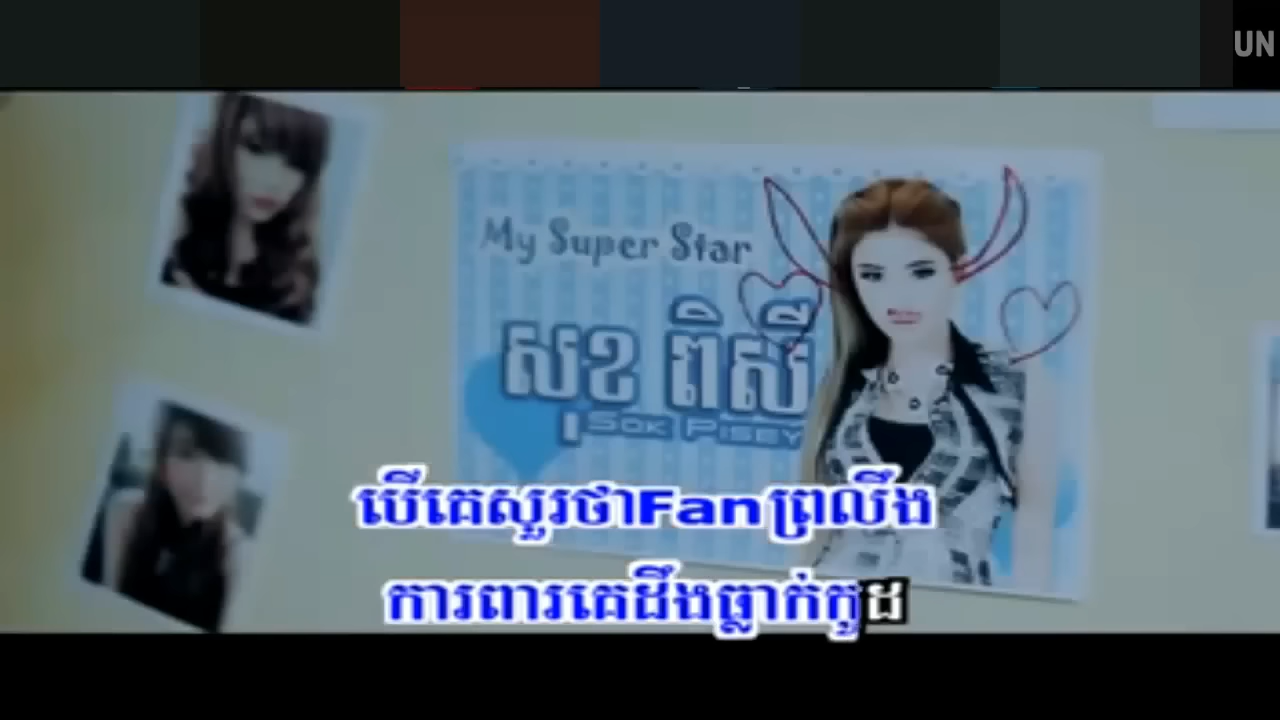 UN
My Super Star
សុខ ពិសី
SOK PISEY
បើគេសួរថាFanព្រលឹង
ការពារគេដឹងធ្លាក់កូដ